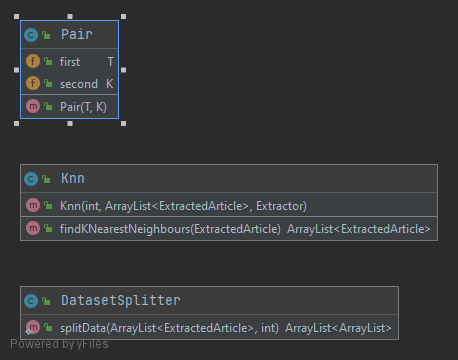 Pair
first T
second K
Pair(T, K)
Knn
Knn(int, ArrayList<ExtractedArticle>, Extractor)
findKNearestNeighbours(ExtractedArticle) ArrayList<ExtractedArticle>
DatasetSplitter
splitData(ArrayList<ExtractedArticle>, int) ArrayList<ArrayList>
Powered by yFiles